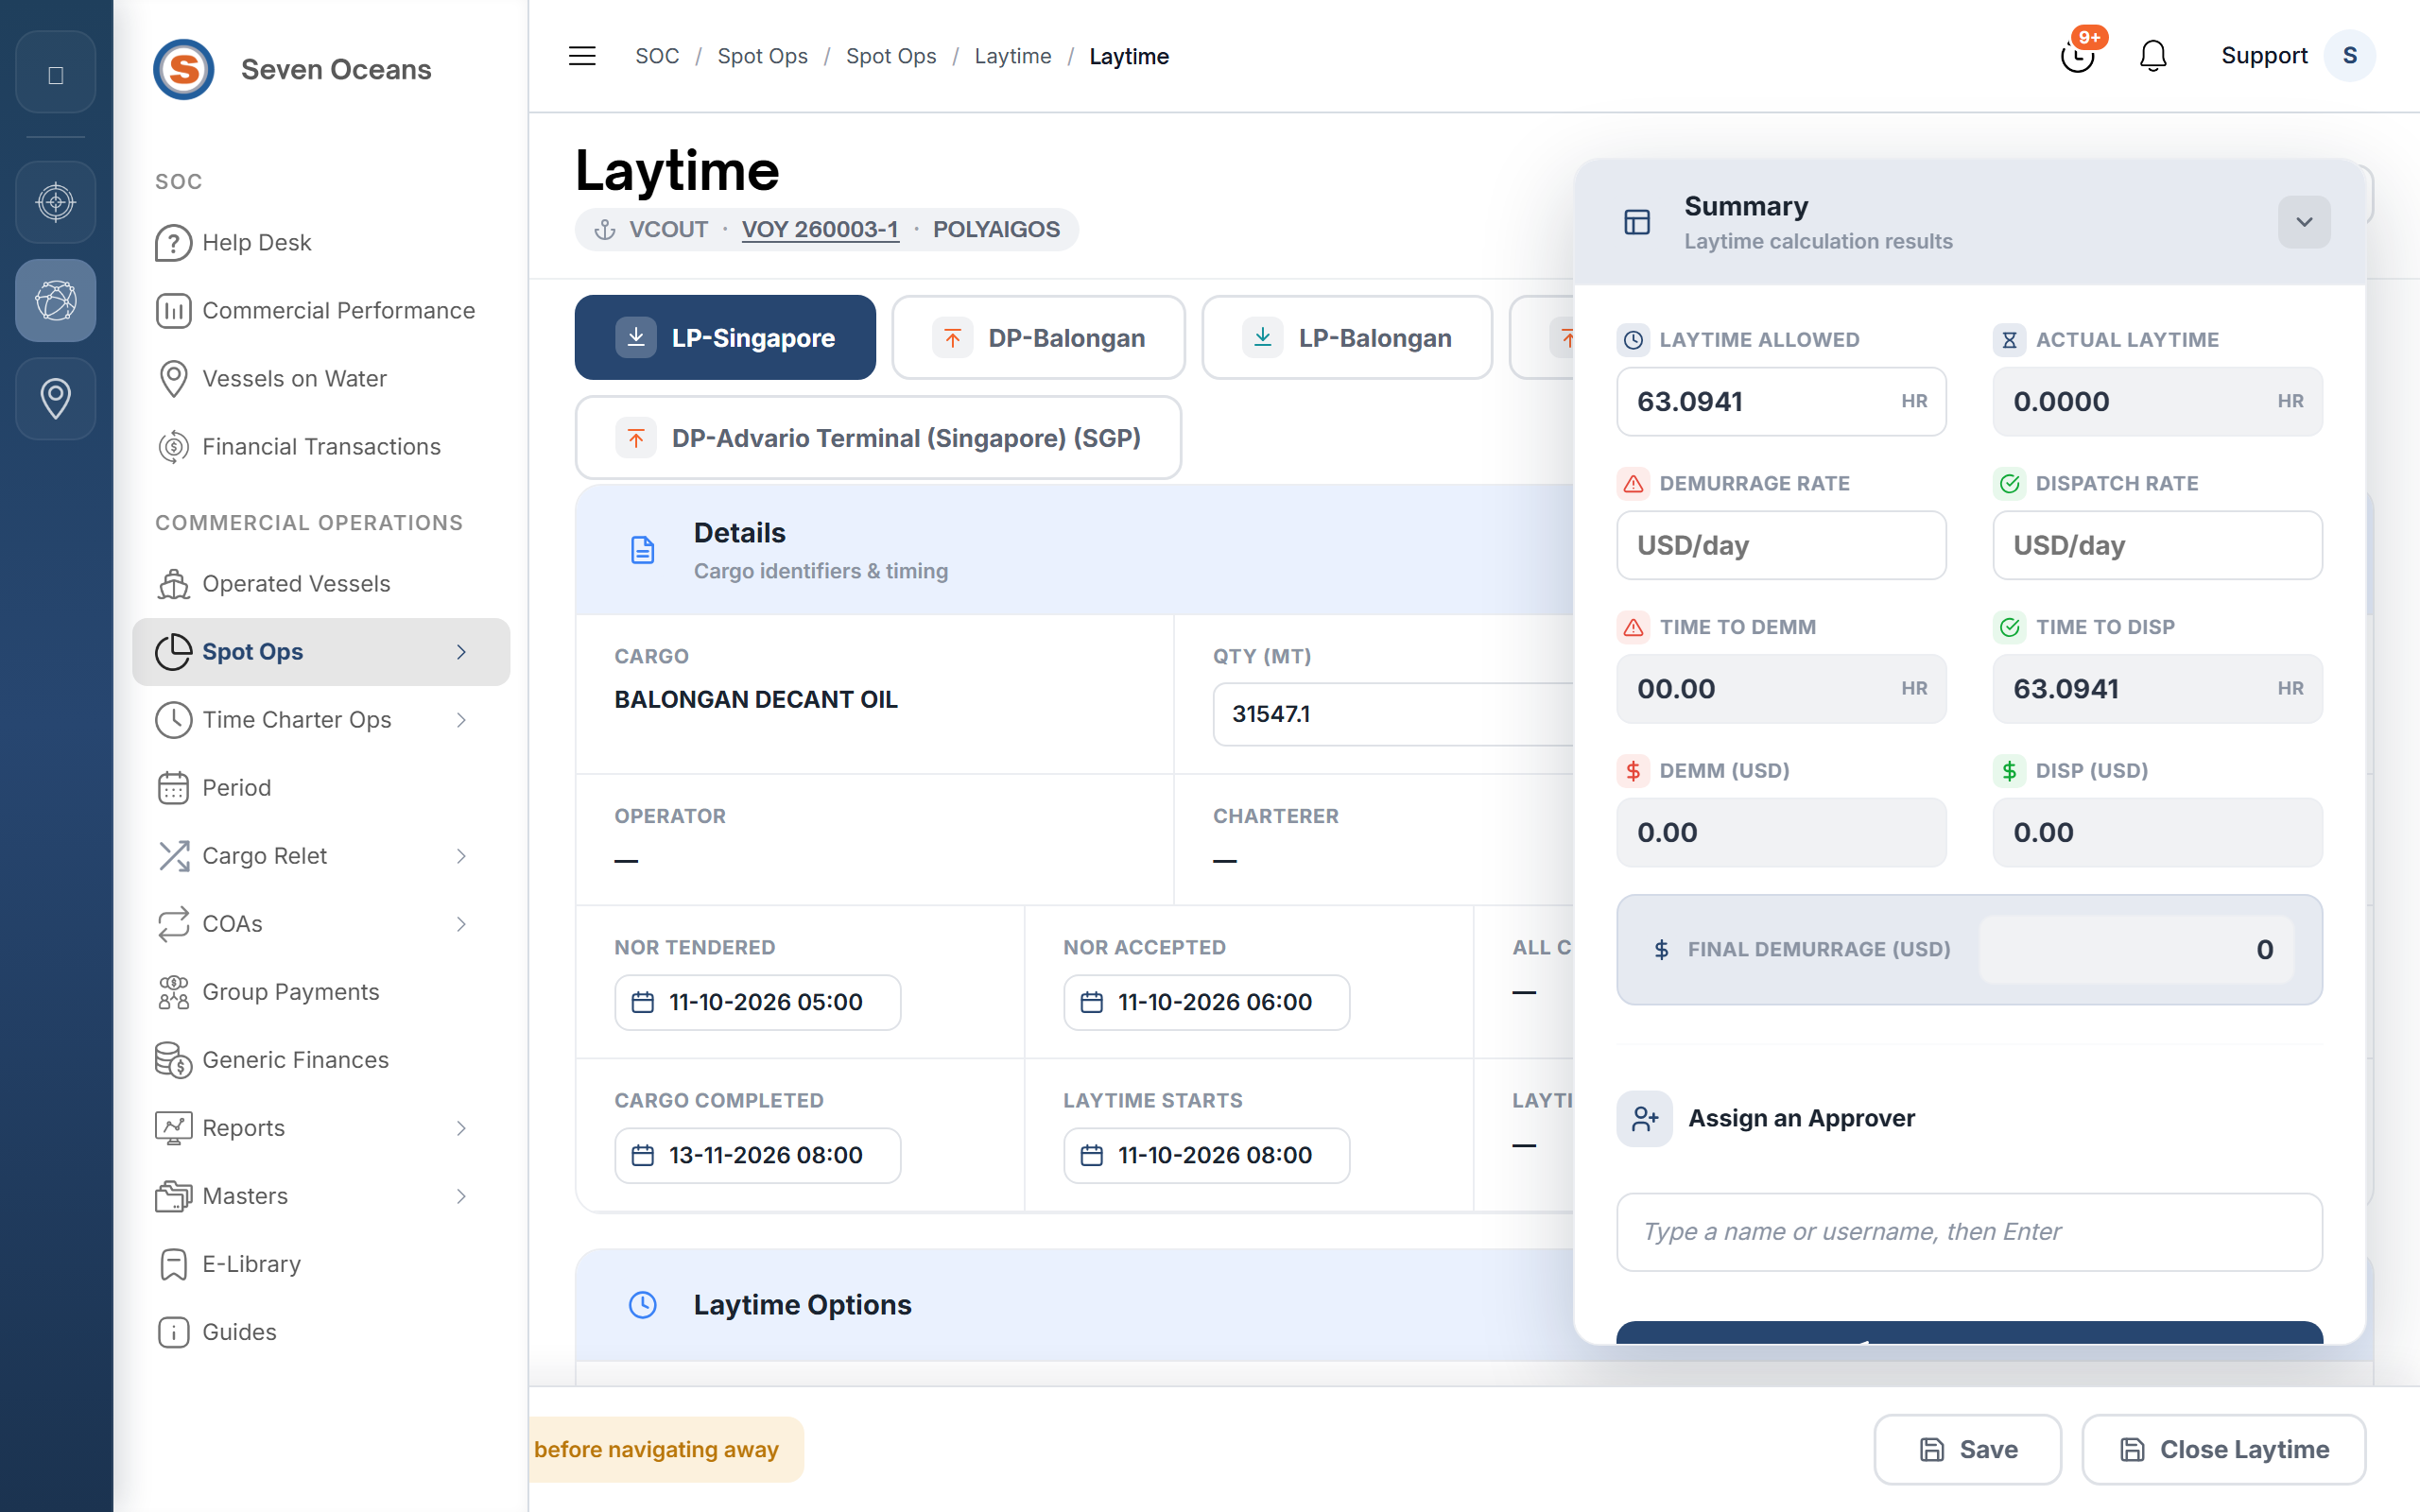 Seven Oceans
SOC
Help Desk
Commercial Performance
Vessels on Water
Financial Transactions
COMMERCIAL OPERATIONS
Operated Vessels
Spot Ops
Time Charter Ops
Period
Cargo Relet
COAs
Group Payments
Generic Finances
Reports
Masters
E-Library
Guides
SOC / Spot Ops / Spot Ops / Laytime / Laytime
9+
Support S
Laytime
VCOUT · VOY 260003-1 · POLYAIGOS
LP-Singapore
DP-Balongan
LP-Balongan
DP-Advario Terminal (Singapore) (SGP)
Details
Cargo identifiers & timing
CARGO
BALONGAN DECANT OIL
QTY (MT)
31547.1
OPERATOR
—
CHARTERER
—
NOR TENDERED
11-10-2026 05:00
NOR ACCEPTED
11-10-2026 06:00
ALL C
—
CARGO COMPLETED
13-11-2026 08:00
LAYTIME STARTS
11-10-2026 08:00
LAYTI
—
Laytime Options
Summary
Laytime calculation results
LAYTIME ALLOWED
63.0941 HR
ACTUAL LAYTIME
0.0000 HR
DEMURRAGE RATE
USD/day
DISPATCH RATE
USD/day
TIME TO DEMM
00.00 HR
TIME TO DISP
63.0941 HR
DEMM (USD)
0.00
DISP (USD)
0.00
$ FINAL DEMURRAGE (USD) 0
Assign an Approver
Type a name or username, then Enter
before navigating away
Save
Close Laytime